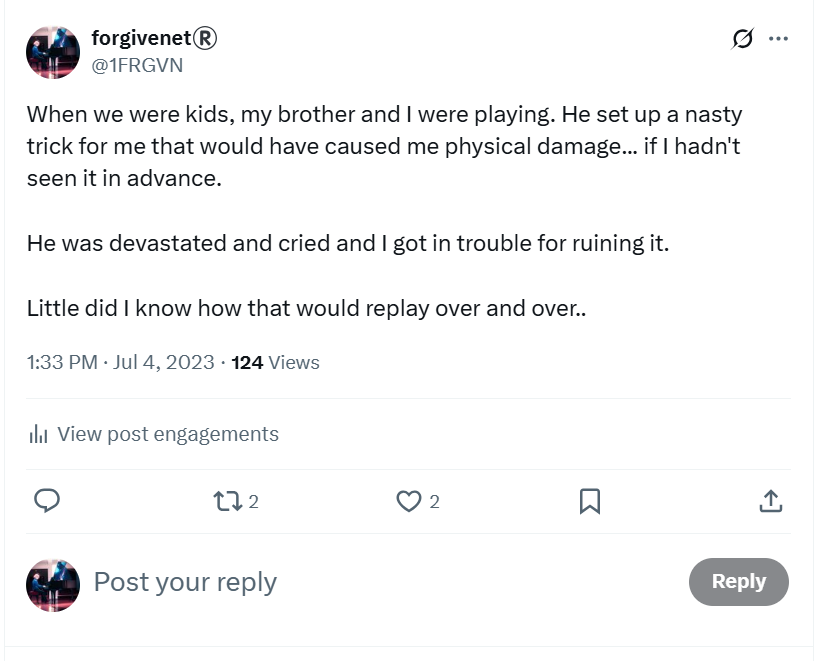 forgivenet®
@1FRGVN
When we were kids, my brother and I were playing. He set up a nasty
trick for me that would have caused me physical damage... if I hadn't
seen it in advance.
He was devastated and cried and I got in trouble for ruining it.
Little did I know how that would replay over and over..
1:33 PM · Jul 4, 2023 · 124 Views
View post engagements
2
2
Post your reply
Reply